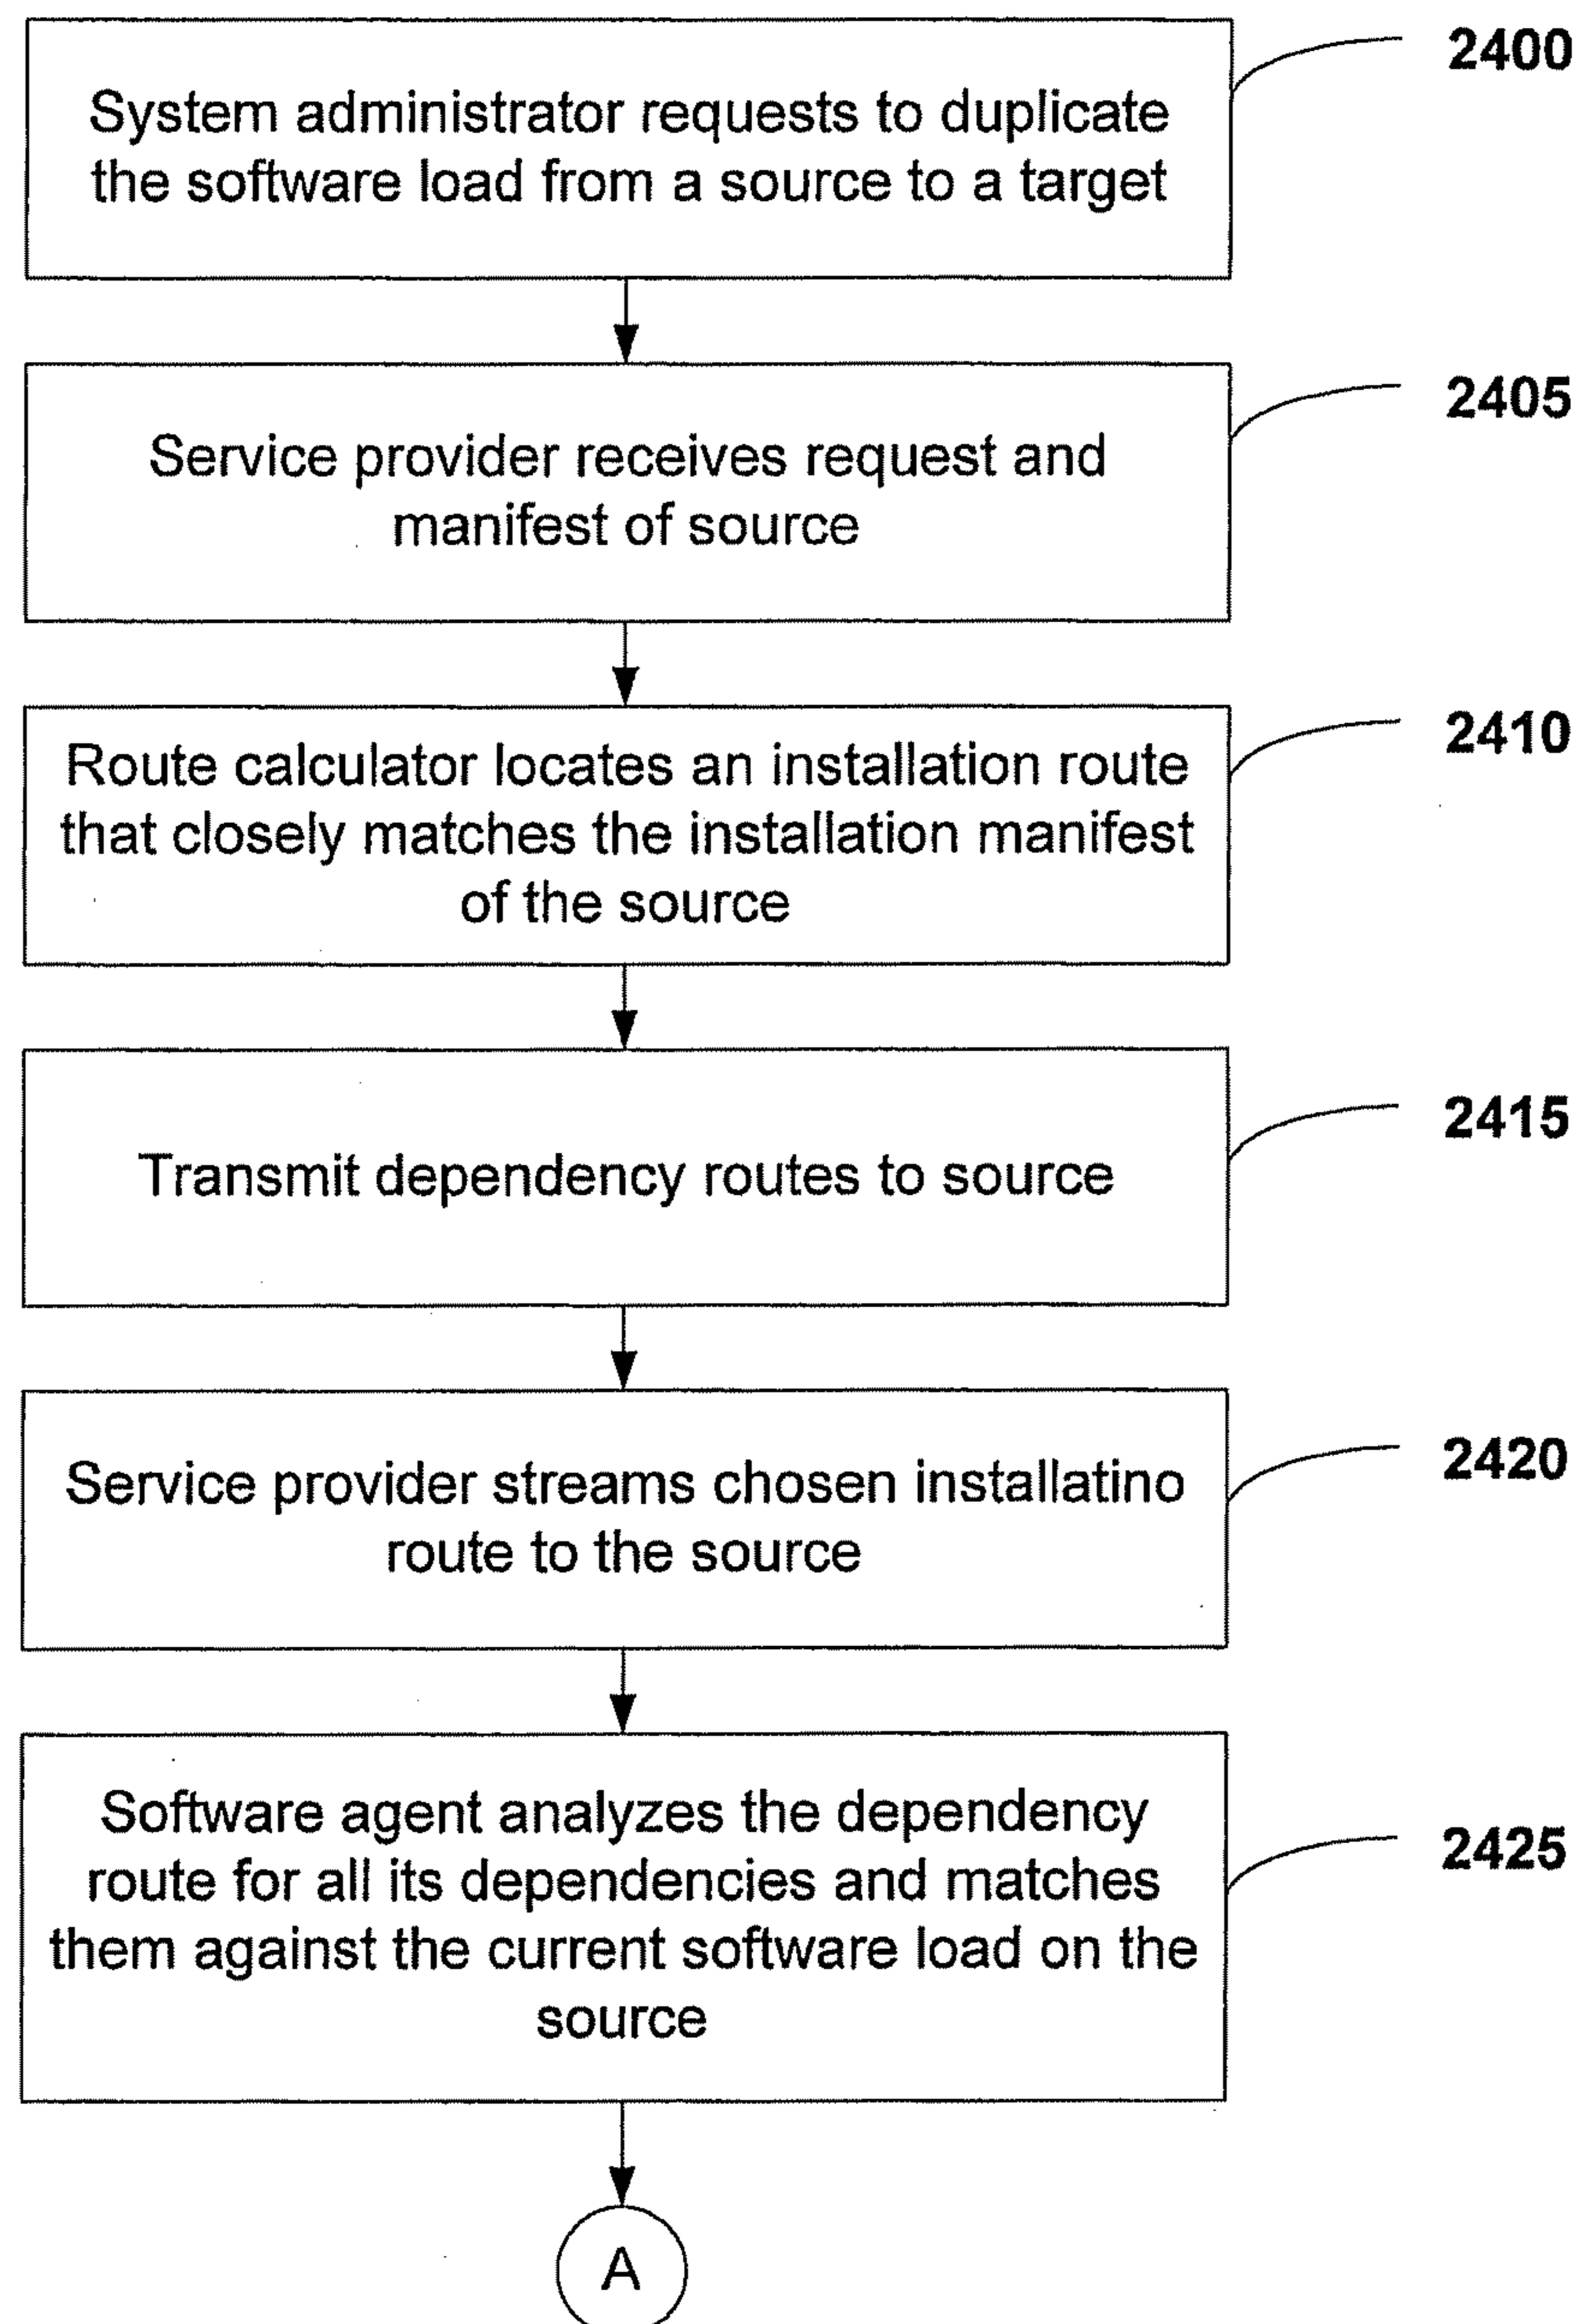 2400
System administrator requests to duplicate
the software load from a source to a target
2405
Service provider receives request and
manifest of source
2410
Route calculator locates an installation route
that closely matches the installation manifest
of the source
2415
Transmit dependency routes to source
2420
Service provider streams chosen installatino
route to the source
2425
Software agent analyzes the dependency
route for all its dependencies and matches
them against the current software load on the
source
A